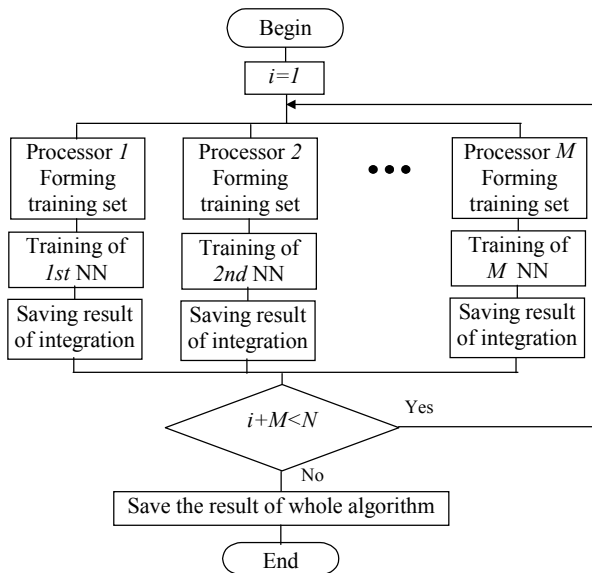 Begin
i=1
Processor 1
Forming
training set
Processor 2
Forming
training set
Processor M
Forming
training set
Training of
1st NN
Training of
2nd NN
Training of
M NN
Saving result
of integration
Saving result
of integration
Saving result
of integration
i+M<N
Yes
No
Save the result of whole algorithm
End